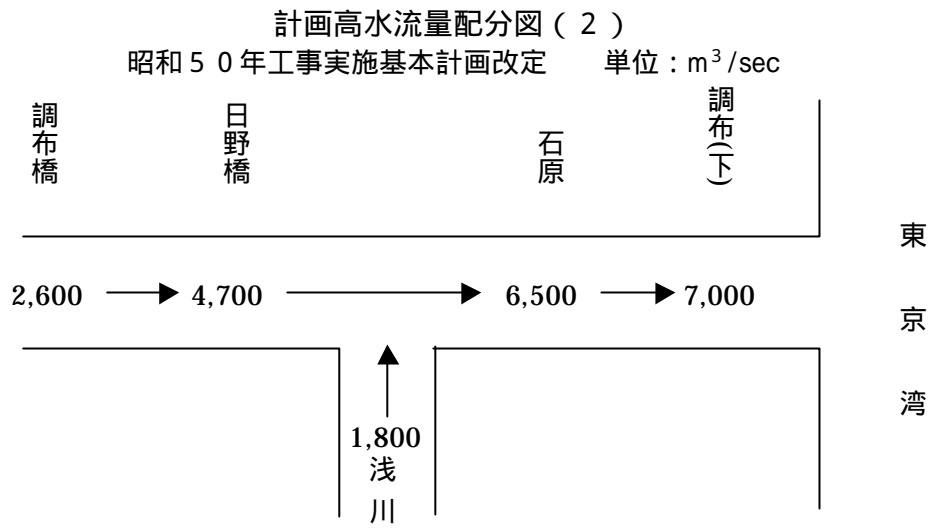 計画高水流量配分図（２）
昭和５０年工事実施基本計画改定　単位：m³/sec
調布橋
日野橋
石原
調布(下)
東京湾
2,600
4,700
6,500
7,000
1,800
浅川